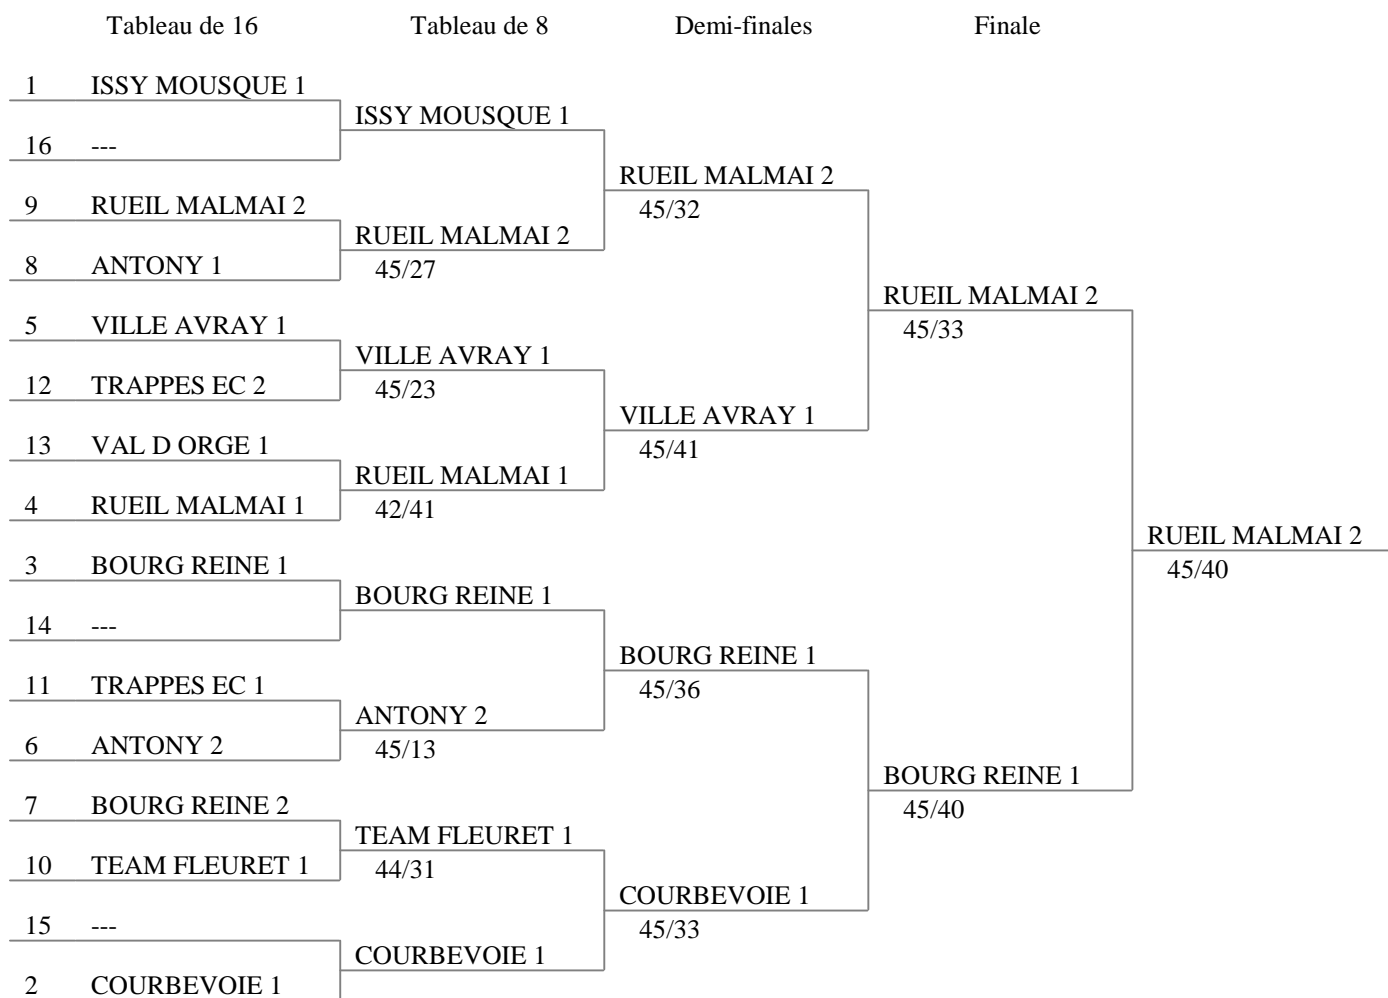 Tableau de 16 Tableau de 8 Demi-finales Finale
1 ISSY MOUSQUE 1
ISSY MOUSQUE 1
16 ---
RUEIL MALMAI 2
9 RUEIL MALMAI 2
45/32
RUEIL MALMAI 2
8 ANTONY 1
45/27
RUEIL MALMAI 2
5 VILLE AVRAY 1
45/33
VILLE AVRAY 1
12 TRAPPES EC 2
45/23
VILLE AVRAY 1
13 VAL D ORGE 1
45/41
RUEIL MALMAI 1
4 RUEIL MALMAI 1
42/41
RUEIL MALMAI 2
3 BOURG REINE 1
45/40
BOURG REINE 1
14 ---
BOURG REINE 1
11 TRAPPES EC 1
45/36
ANTONY 2
6 ANTONY 2
45/13
BOURG REINE 1
7 BOURG REINE 2
45/40
TEAM FLEURET 1
10 TEAM FLEURET 1
44/31
COURBEVOIE 1
15 ---
45/33
COURBEVOIE 1
2 COURBEVOIE 1